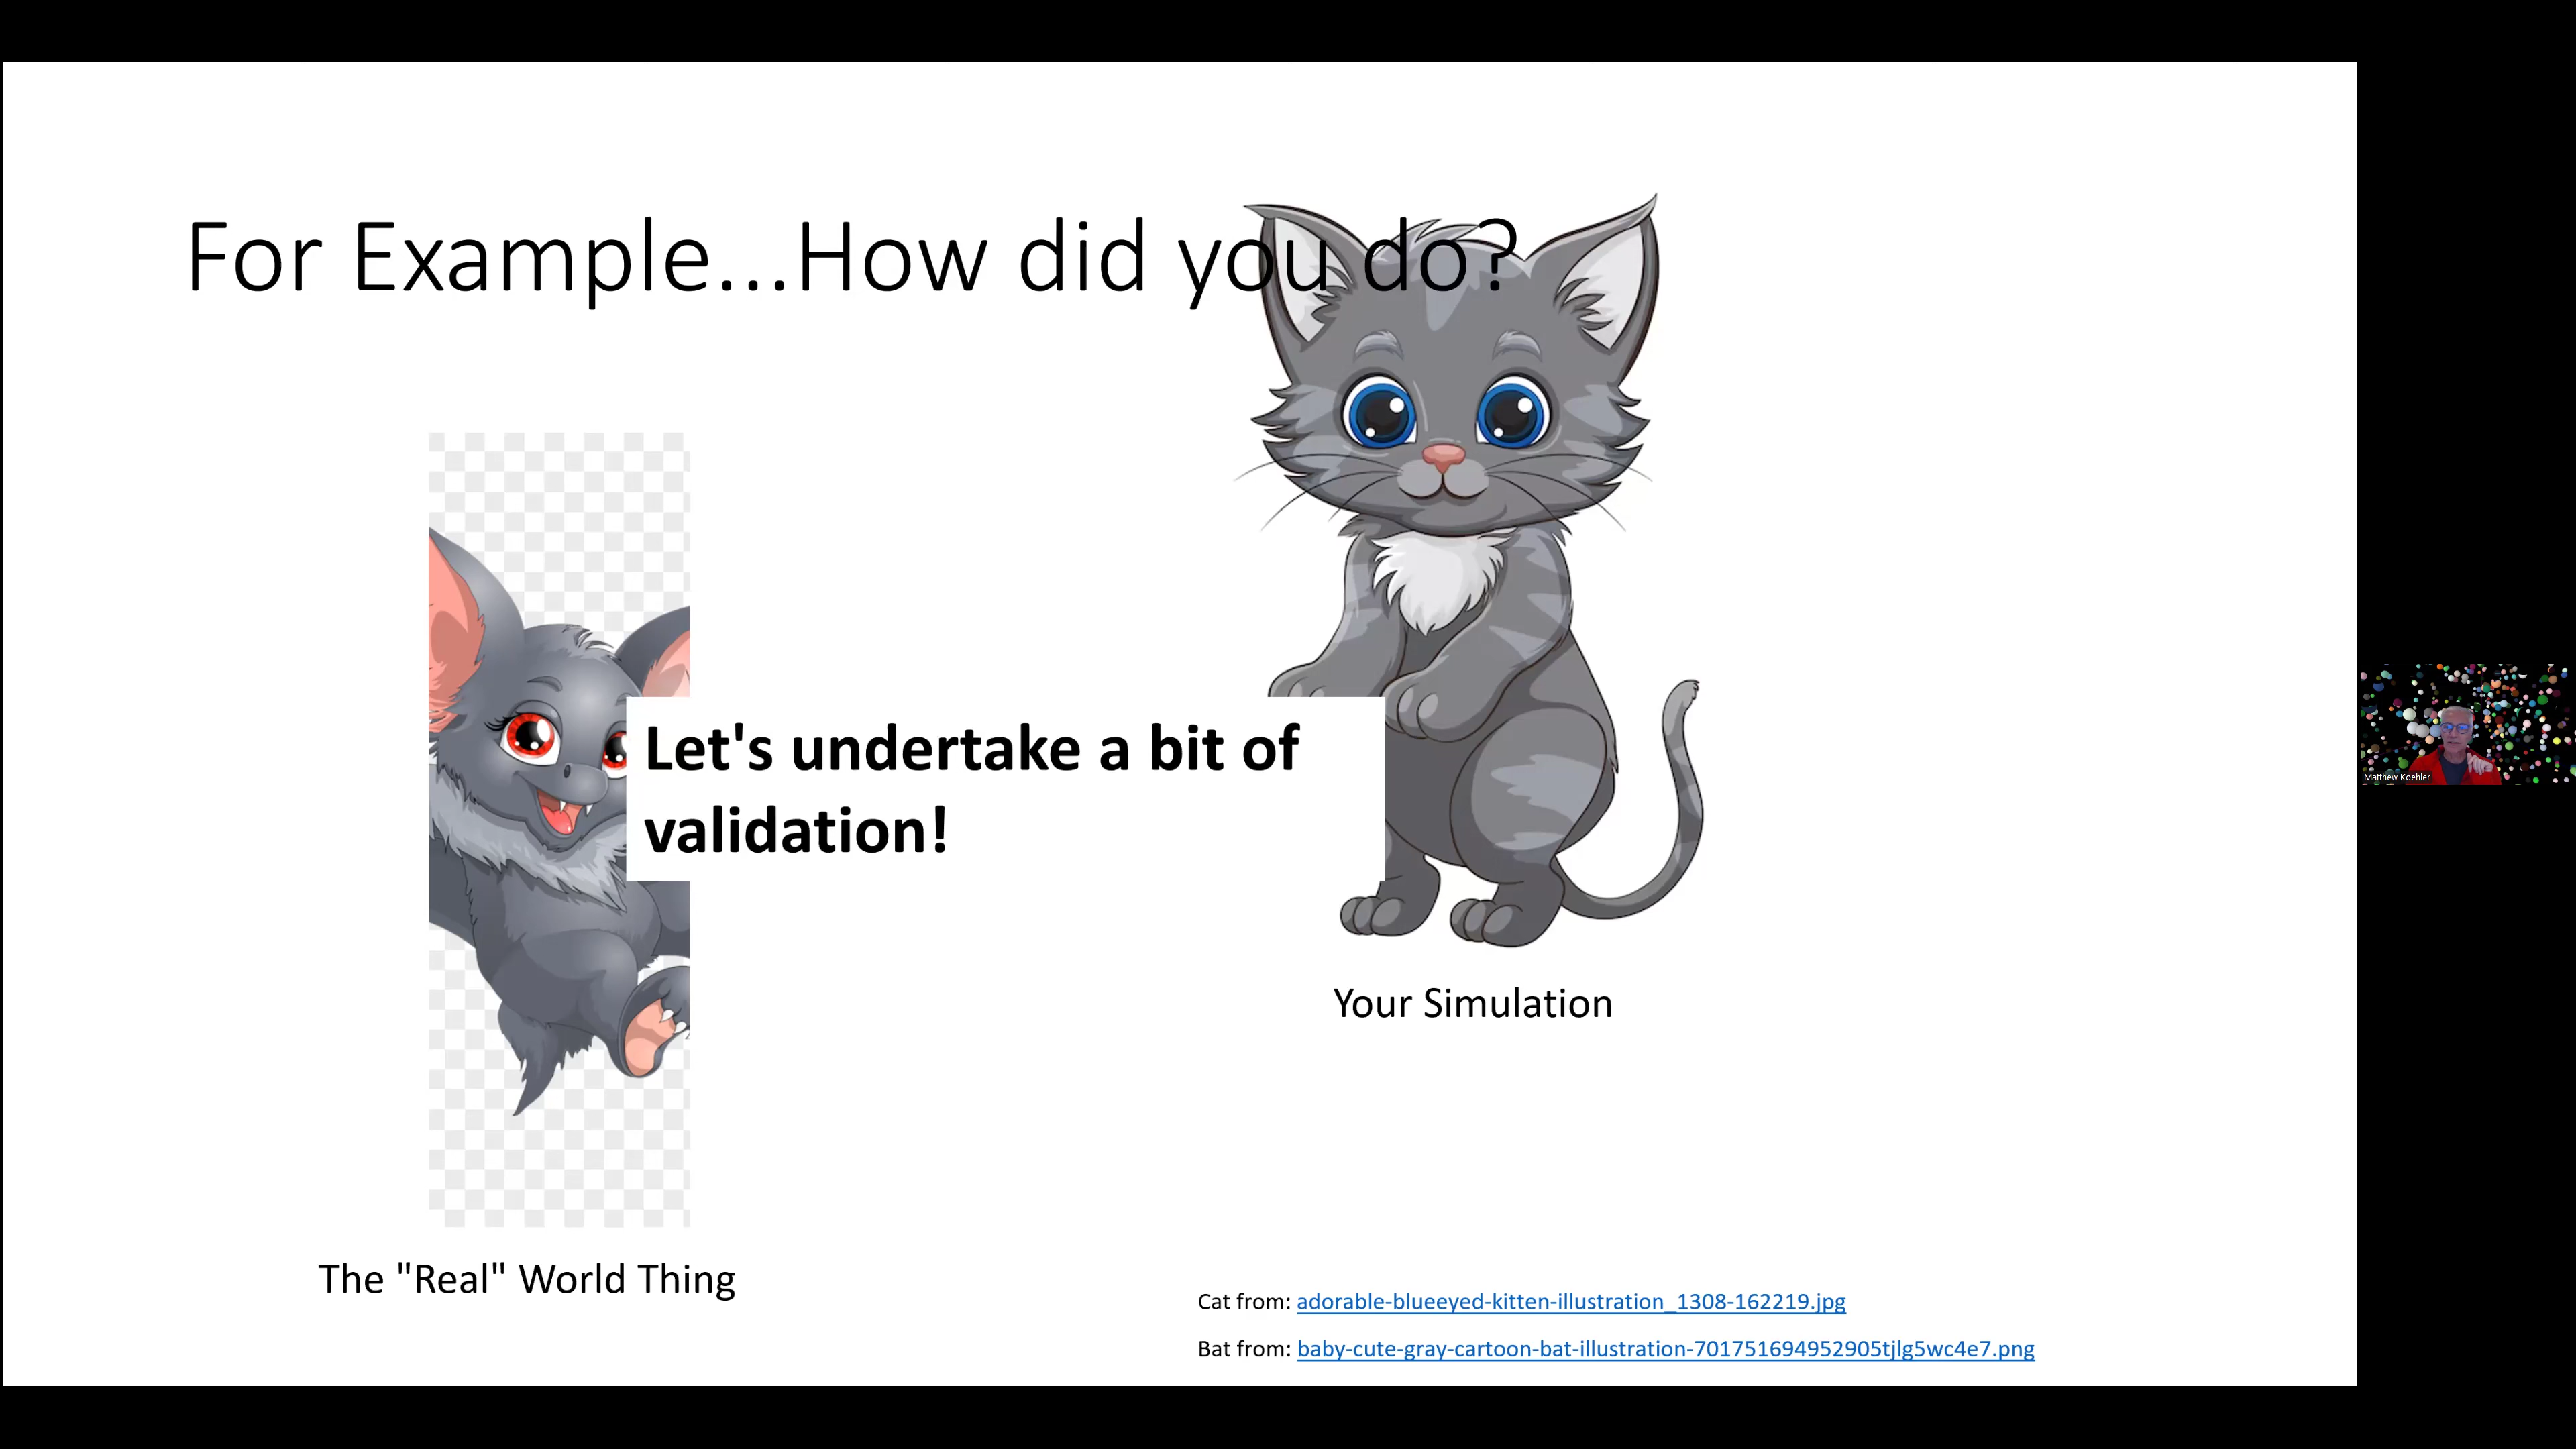 For Example...How did you do?
Let's undertake a bit of
validation!
Your Simulation
The "Real" World Thing
Cat from: adorable-blueeyed-kitten-illustration_1308-162219.jpg
Bat from: baby-cute-gray-cartoon-bat-illustration-701751694952905tjlg5wc4e7.png
Matthew Koehler